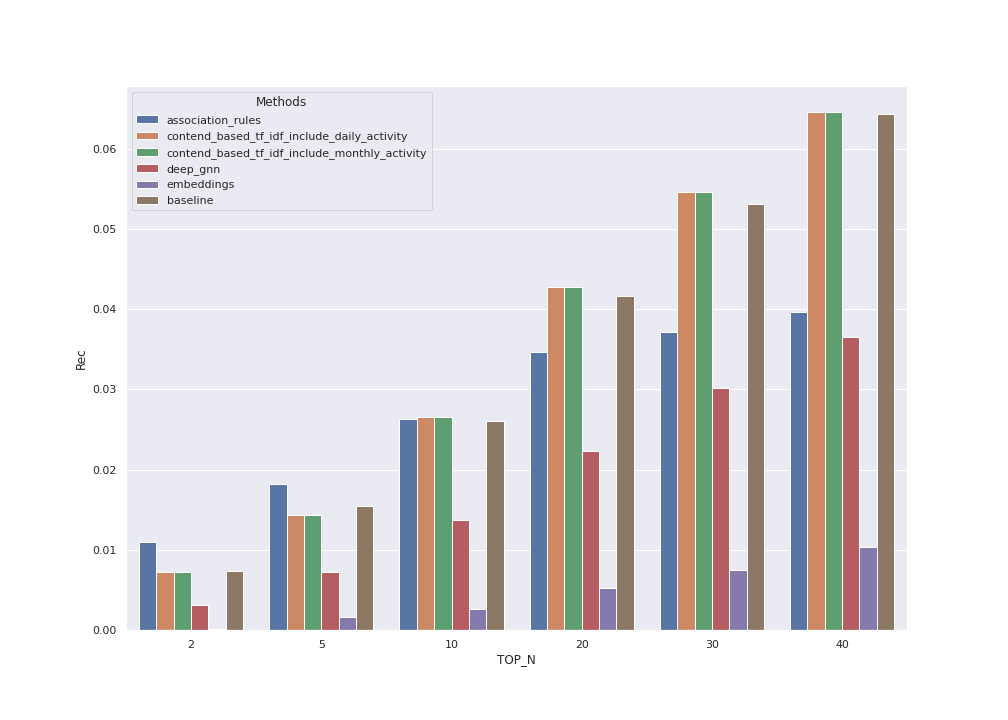 Methods
association_rules
contend_based_tf_idf_include_daily_activity
contend_based_tf_idf_include_monthly_activity
deep_gnn
embeddings
baseline
0.06
0.05
0.04
0.03
0.02
0.01
0.00
Rec
2 5 10 20 30 40
TOP_N